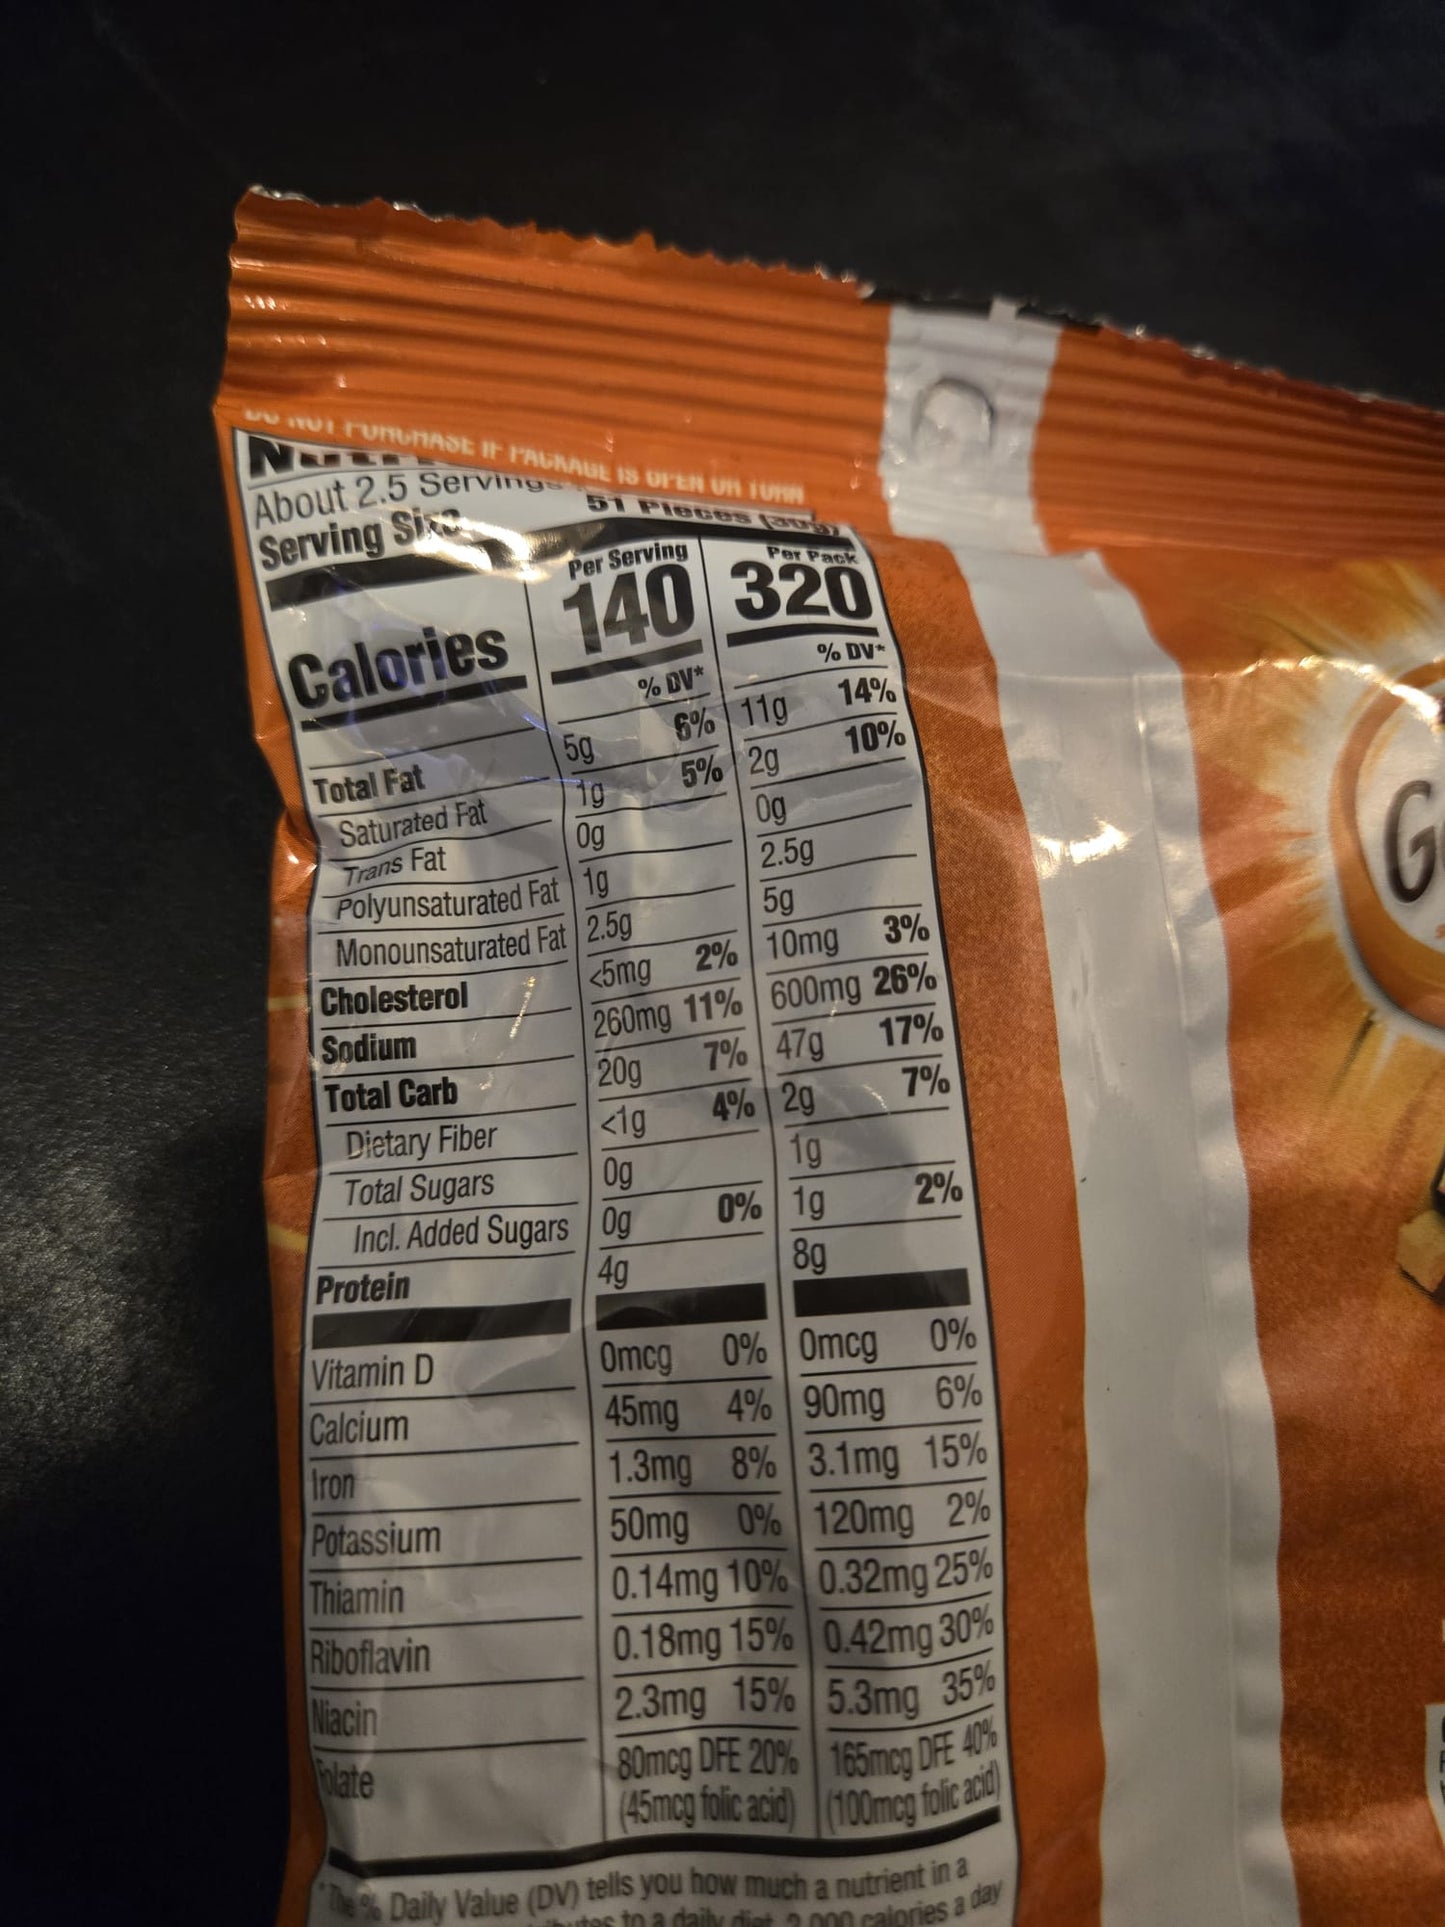 DO NOT PURCHASE IF PACKAGE IS OPEN OR TORN
About 2.5 Servings
Serving Size 51 Pieces (30g)
Per Serving Per Pack
Calories 140 320
% DV* % DV*
Total Fat 5g 6% 11g 14%
Saturated Fat 1g 5% 2g 10%
Trans Fat 0g 0g
Polyunsaturated Fat 1g 2.5g
Monounsaturated Fat 2.5g 5g
Cholesterol <5mg 2% 10mg 3%
Sodium 260mg 11% 600mg 26%
Total Carb 20g 7% 47g 17%
Dietary Fiber <1g 4% 2g 7%
Total Sugars 0g 1g
Incl. Added Sugars 0g 0% 1g 2%
Protein 4g 8g
Vitamin D 0mcg 0% 0mcg 0%
Calcium 45mg 4% 90mg 6%
Iron 1.3mg 8% 3.1mg 15%
Potassium 50mg 0% 120mg 2%
Thiamin 0.14mg 10% 0.32mg 25%
Riboflavin 0.18mg 15% 0.42mg 30%
Niacin 2.3mg 15% 5.3mg 35%
Folate 80mcg DFE 20% 165mcg DFE 40%
(45mcg folic acid) (100mcg folic acid)
*The % Daily Value (DV) tells you how much a nutrient in a
to a daily diet. 2,000 calories a day
G